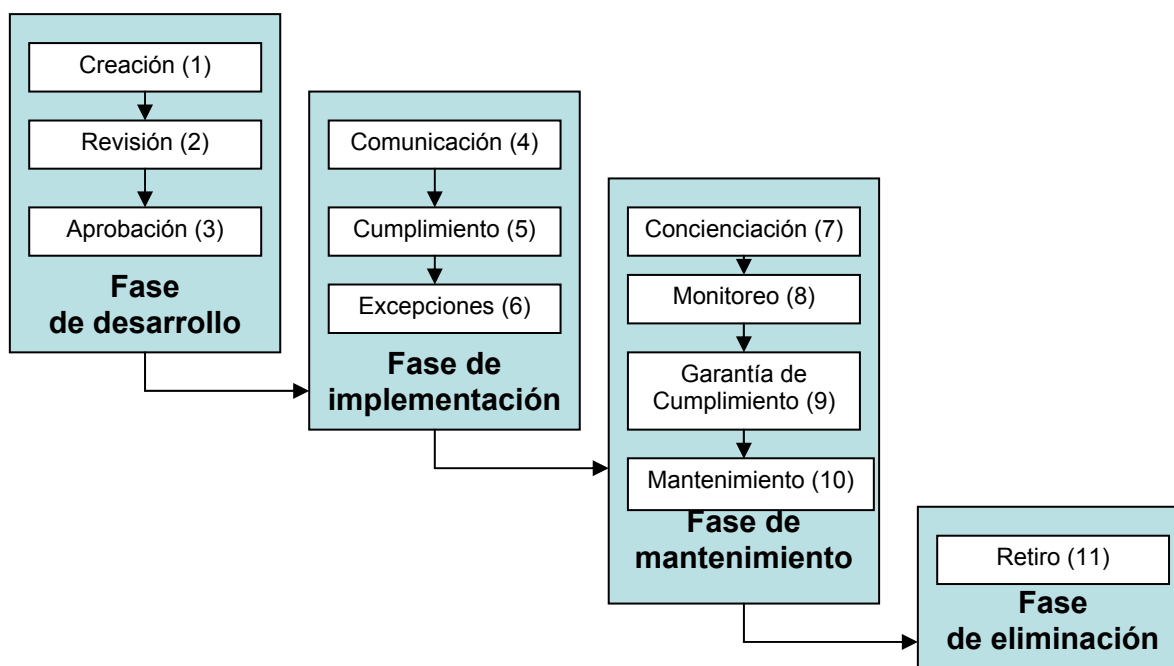 Creación (1)
Revisión (2)
Aprobación (3)
Fase
de desarrollo
Comunicación (4)
Cumplimiento (5)
Excepciones (6)
Fase de
implementación
Concienciación (7)
Monitoreo (8)
Garantía de
Cumplimiento (9)
Mantenimiento (10)
Fase de
mantenimiento
Retiro (11)
Fase
de eliminación